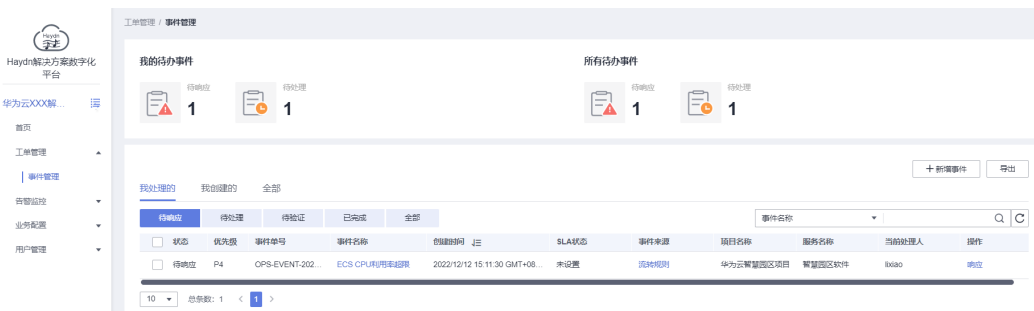 工单管理 / 事件管理
Haydn
Haydn解决方案数字化
平台
华为云XXX解...
首页
工单管理
事件管理
告警监控
业务配置
用户管理
我的待办事件
待响应
1
待处理
1
所有待办事件
待响应
1
待处理
1
+ 新增事件
导出
我处理的 我创建的 全部
待响应 待处理 待验证 已完成 全部
事件名称
状态 优先级 事件单号 事件名称 创建时间 SLA状态 事件来源 项目名称 服务名称 当前处理人 操作
待响应 P4 OPS-EVENT-202... ECS CPU利用率超限 2022/12/12 15:11:30 GMT+08... 未设置 流转规则 华为云智慧园区项目 智慧园区软件 lixiao 响应
10 总条数: 1 < 1 >